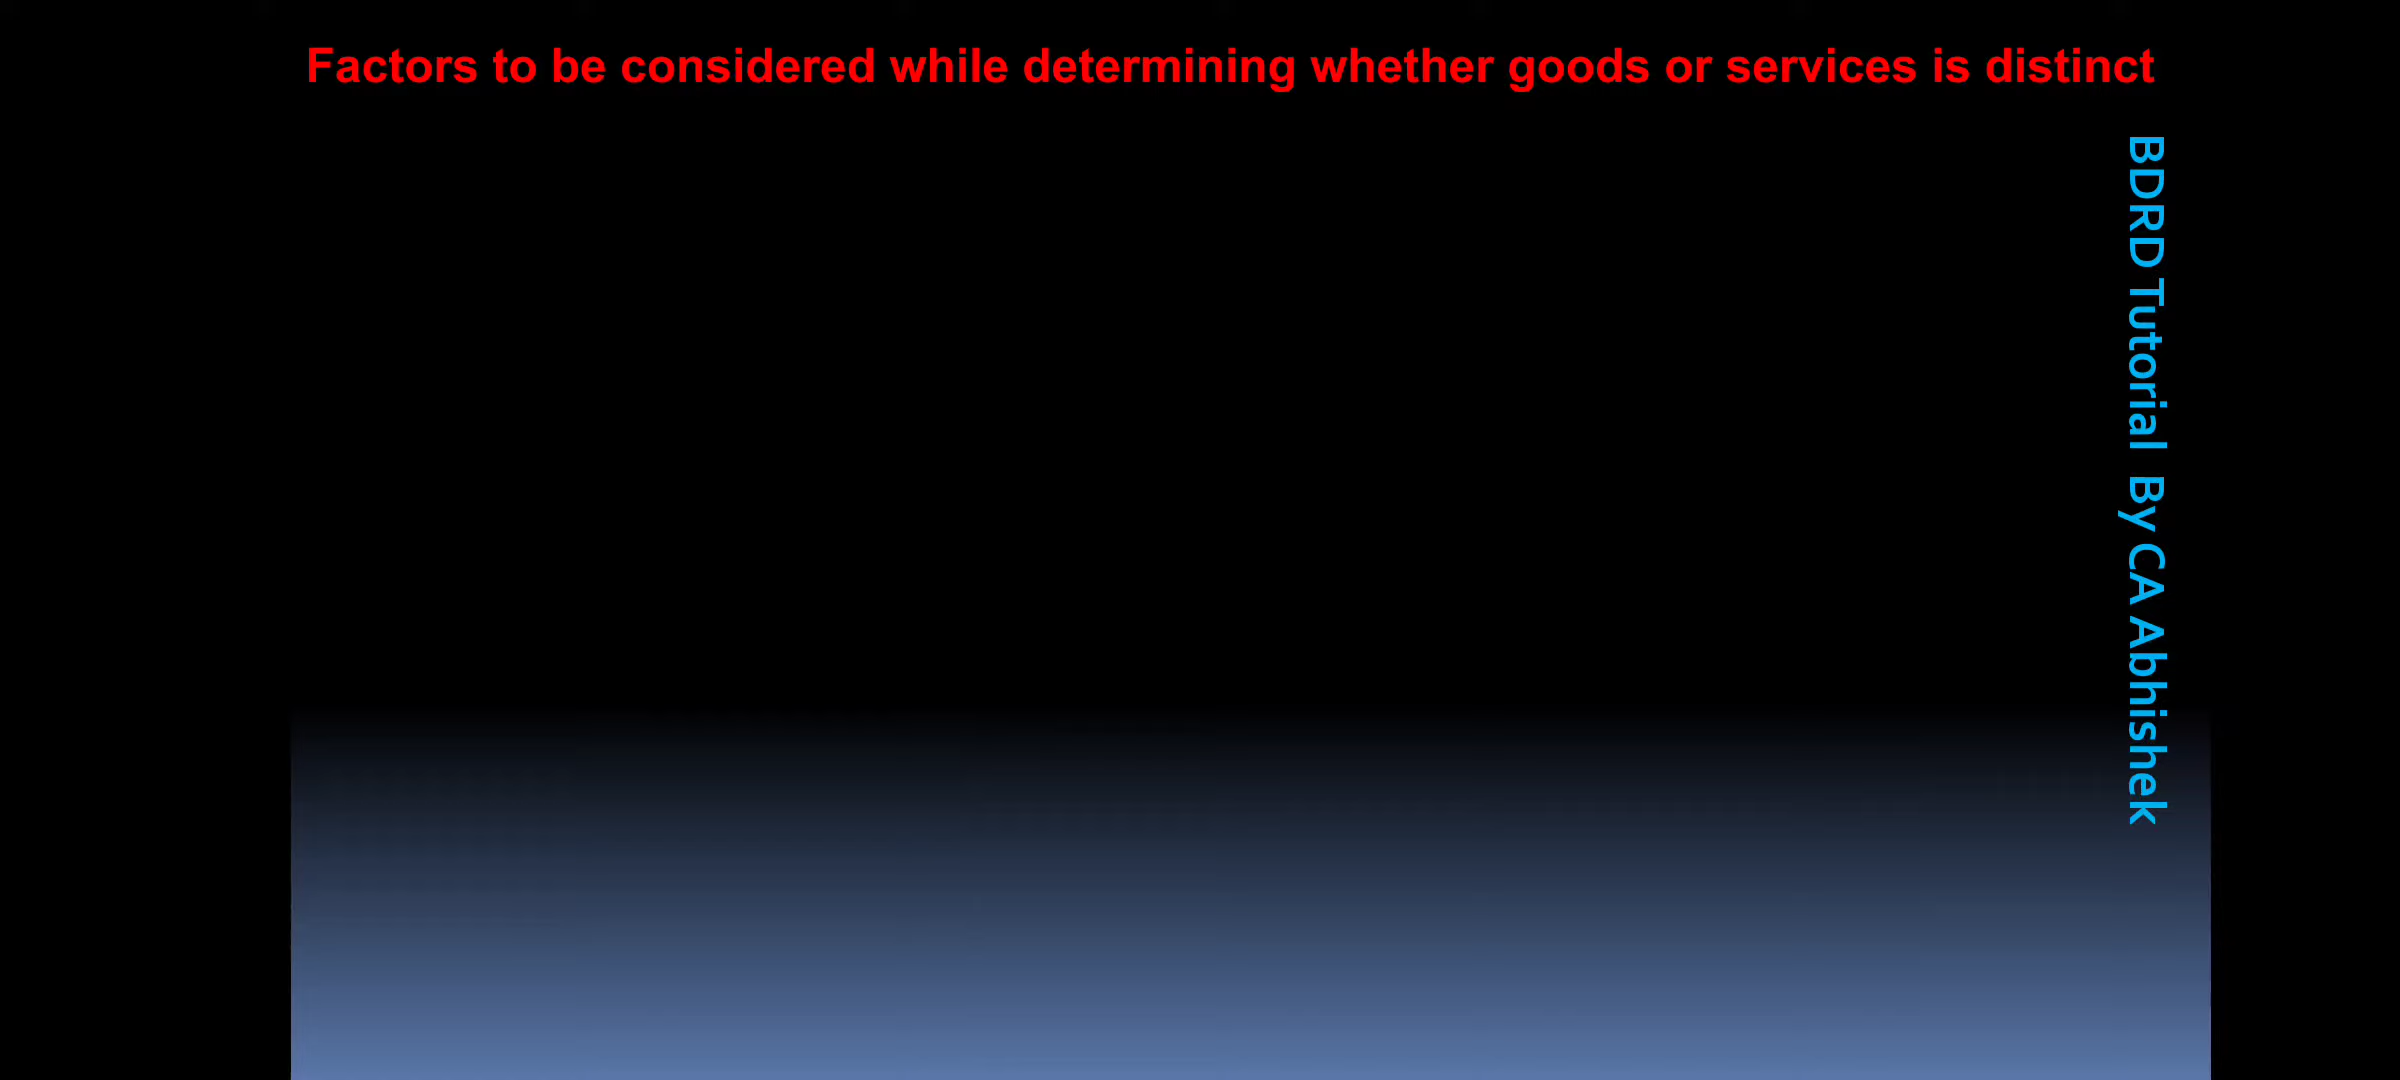 Factors to be considered while determining whether goods or services is distinct
BDRD Tutorial By CA Abhishek